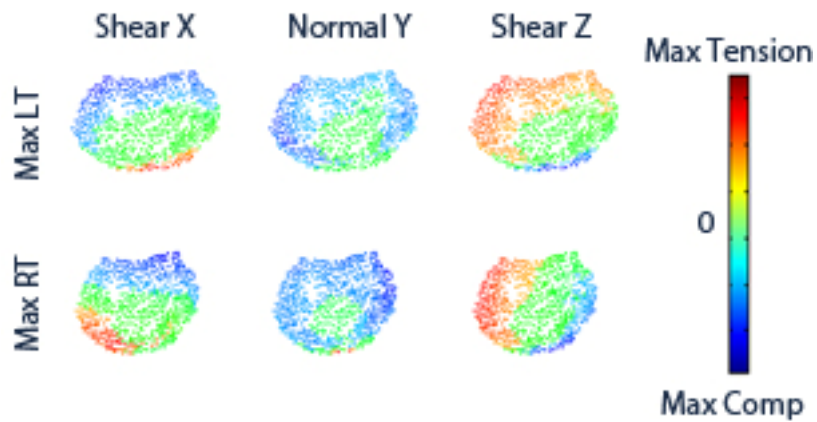 Shear X
Normal Y
Shear Z
Max Tension
Max LT
0
Max RT
Max Comp